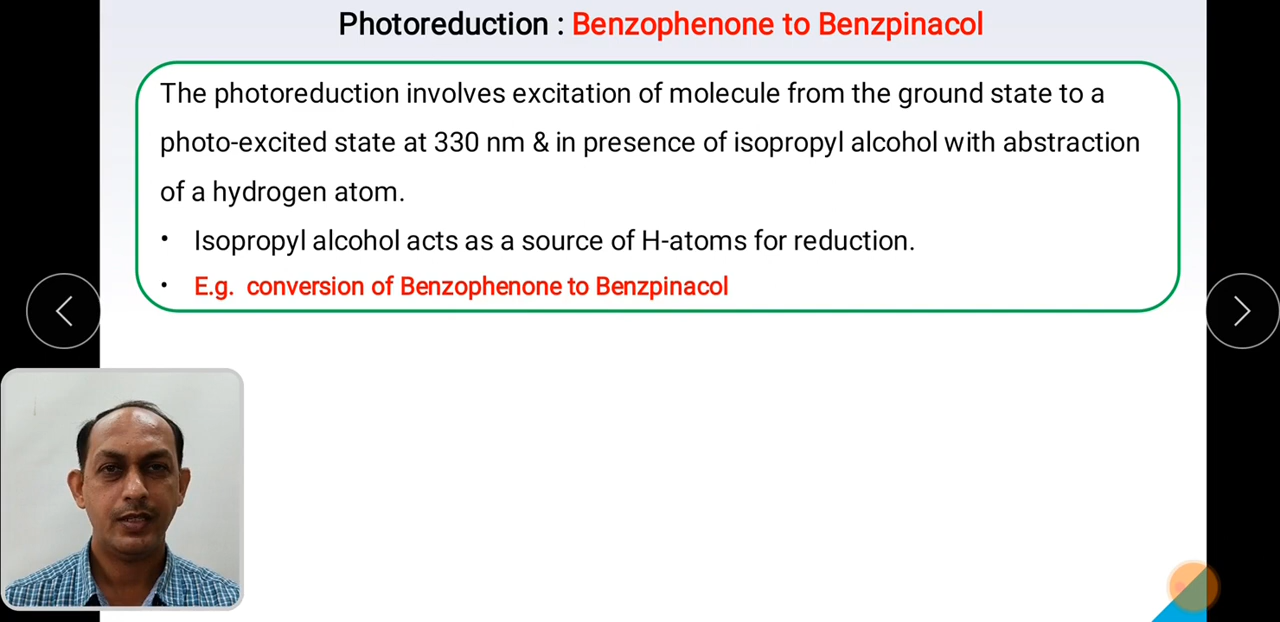 Photoreduction : Benzophenone to Benzpinacol
The photoreduction involves excitation of molecule from the ground state to a
photo-excited state at 330 nm & in presence of isopropyl alcohol with abstraction
of a hydrogen atom.
• Isopropyl alcohol acts as a source of H-atoms for reduction.
• E.g. conversion of Benzophenone to Benzpinacol